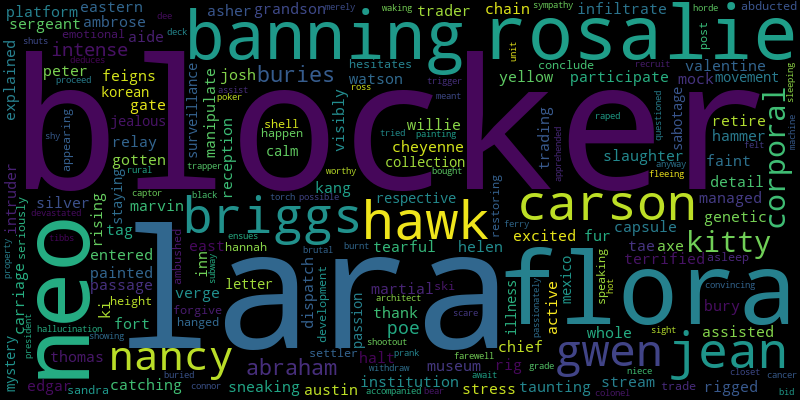 platform eastern ambrose asher grandson trader chain infiltrate sympathy horde abducted
sergeant aide deck waking merely dee
banning rosalie
shuts emotional hesitates unit post valentine
explained intense deduces josh buries watson conclude movement
peter feigns yellow participate mock
proceed korean gate surveillance manipulate assist poker trigger ross meant recruit sabotage questioned sleeping machine
blocker
jealous shell happen visibly willie tried painting raped retire
shy appearing relay reception calm cheyenne trading hammer corporal
gotten collection apprehended slaughter faint felt
intruder rural trapper worthy bought anyway fleeing detail
captor kang black torch possible respective restoring managed
silver staying marvin briggs hawk carson genetic
seriously devastated rising tag ferry capsule
neo tibbs entered ambushed east hannah ensues tearful helen excited fur tae axe kitty
property carriage painted inn brutal burnt mexico speaking terrified asleep
passage verge subway letter lara martial ski flora hot convincing
president hallucination ki height forgive dispatch development passion architect scare illness active passionately bury
showing fort hanged settler shootout thank poe chief whole sight assisted
mystery thomas nancy prank halt farewell gwen jean
edgar buried abraham withdraw museum rig grade niece closet cancer
sandra catching connor sneaking austin institution accompanied bear await stress taunting stream colonel rigged trade bid